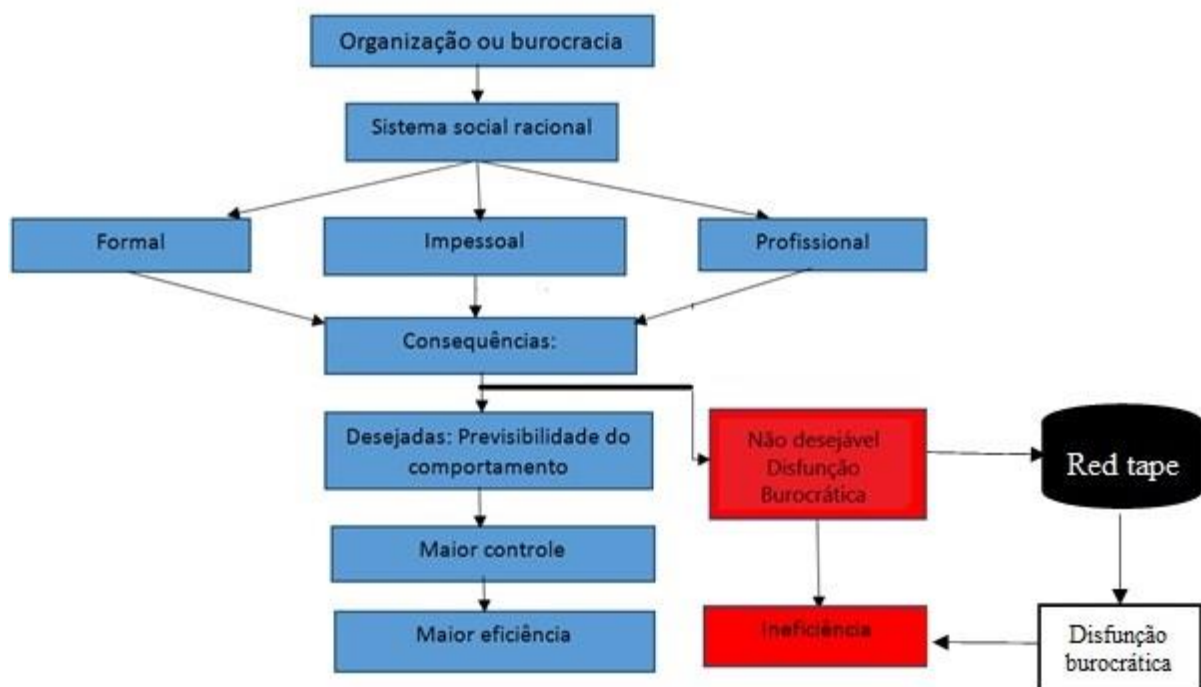 Organização ou burocracia
Sistema social racional
Formal
Impessoal
Profissional
Consequências:
Desejadas: Previsibilidade do
comportamento
Não desejável
Disfunção
Burocrática
Red tape
Maior controle
Maior eficiência
Ineficiência
Disfunção
burocrática